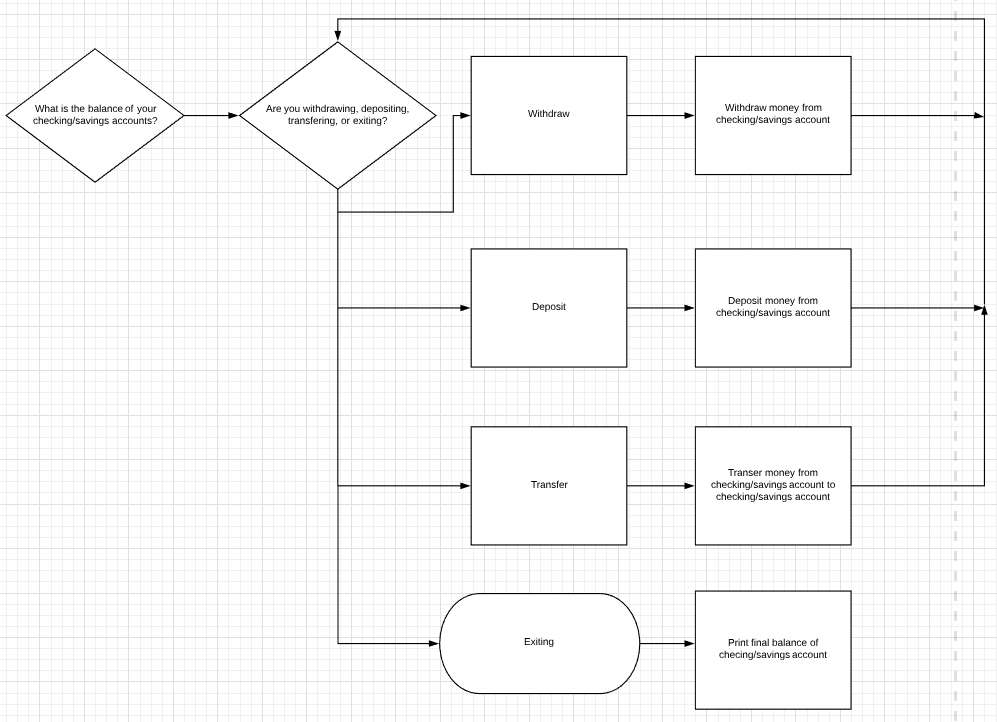 What is the balance of your
checking/savings accounts?
Are you withdrawing, depositing,
transfering, or exiting?
Withdraw
Withdraw money from
checking/savings account
Deposit
Deposit money from
checking/savings account
Transfer
Transer money from
checking/savings account to
checking/savings account
Exiting
Print final balance of
checing/savings account